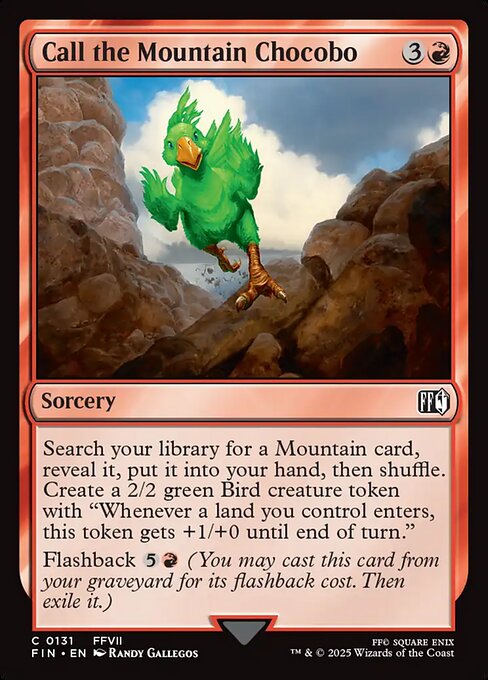 Call the Mountain Chocobo 3
Sorcery
FF
Search your library for a Mountain card,
reveal it, put it into your hand, then shuffle.
Create a 2/2 green Bird creature token
with “Whenever a land you control enters,
this token gets +1/+0 until end of turn.”
Flashback 5 (You may cast this card from
your graveyard for its flashback cost. Then
exile it.)
C 0131 FFVII
FIN • EN Randy Gallegos
FF© SQUARE ENIX
™ & © 2025 Wizards of the Coast